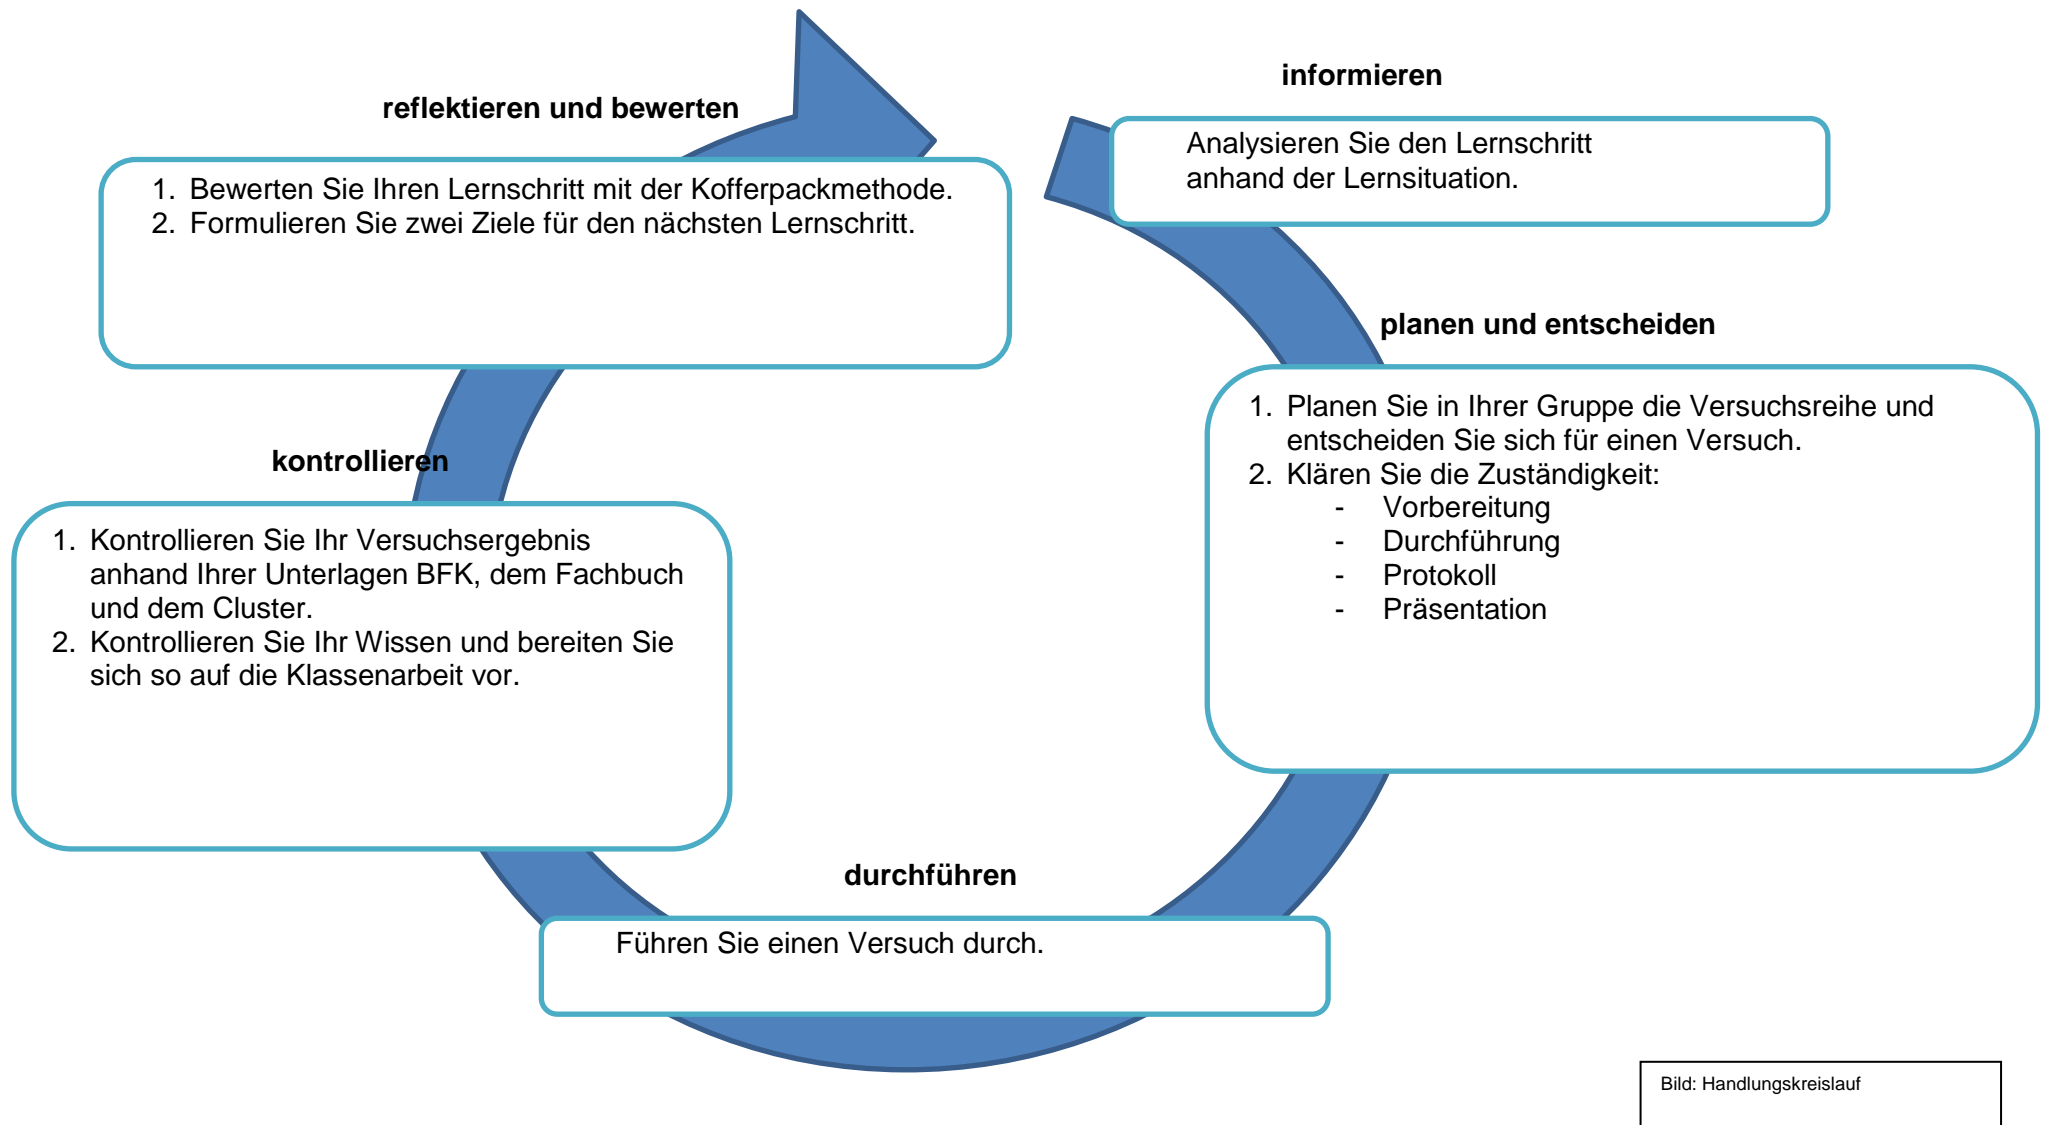 informieren
Analysieren Sie den Lernschritt
anhand der Lernsituation.
planen und entscheiden
1. Planen Sie in Ihrer Gruppe die Versuchsreihe und
entscheiden Sie sich für einen Versuch.
2. Klären Sie die Zuständigkeit:
- Vorbereitung
- Durchführung
- Protokoll
- Präsentation
durchführen
Führen Sie einen Versuch durch.
kontrollieren
1. Kontrollieren Sie Ihr Versuchsergebnis
anhand Ihrer Unterlagen BFK, dem Fachbuch
und dem Cluster.
2. Kontrollieren Sie Ihr Wissen und bereiten Sie
sich so auf die Klassenarbeit vor.
reflektieren und bewerten
1. Bewerten Sie Ihren Lernschritt mit der Kofferpackmethode.
2. Formulieren Sie zwei Ziele für den nächsten Lernschritt.
Bild: Handlungskreislauf